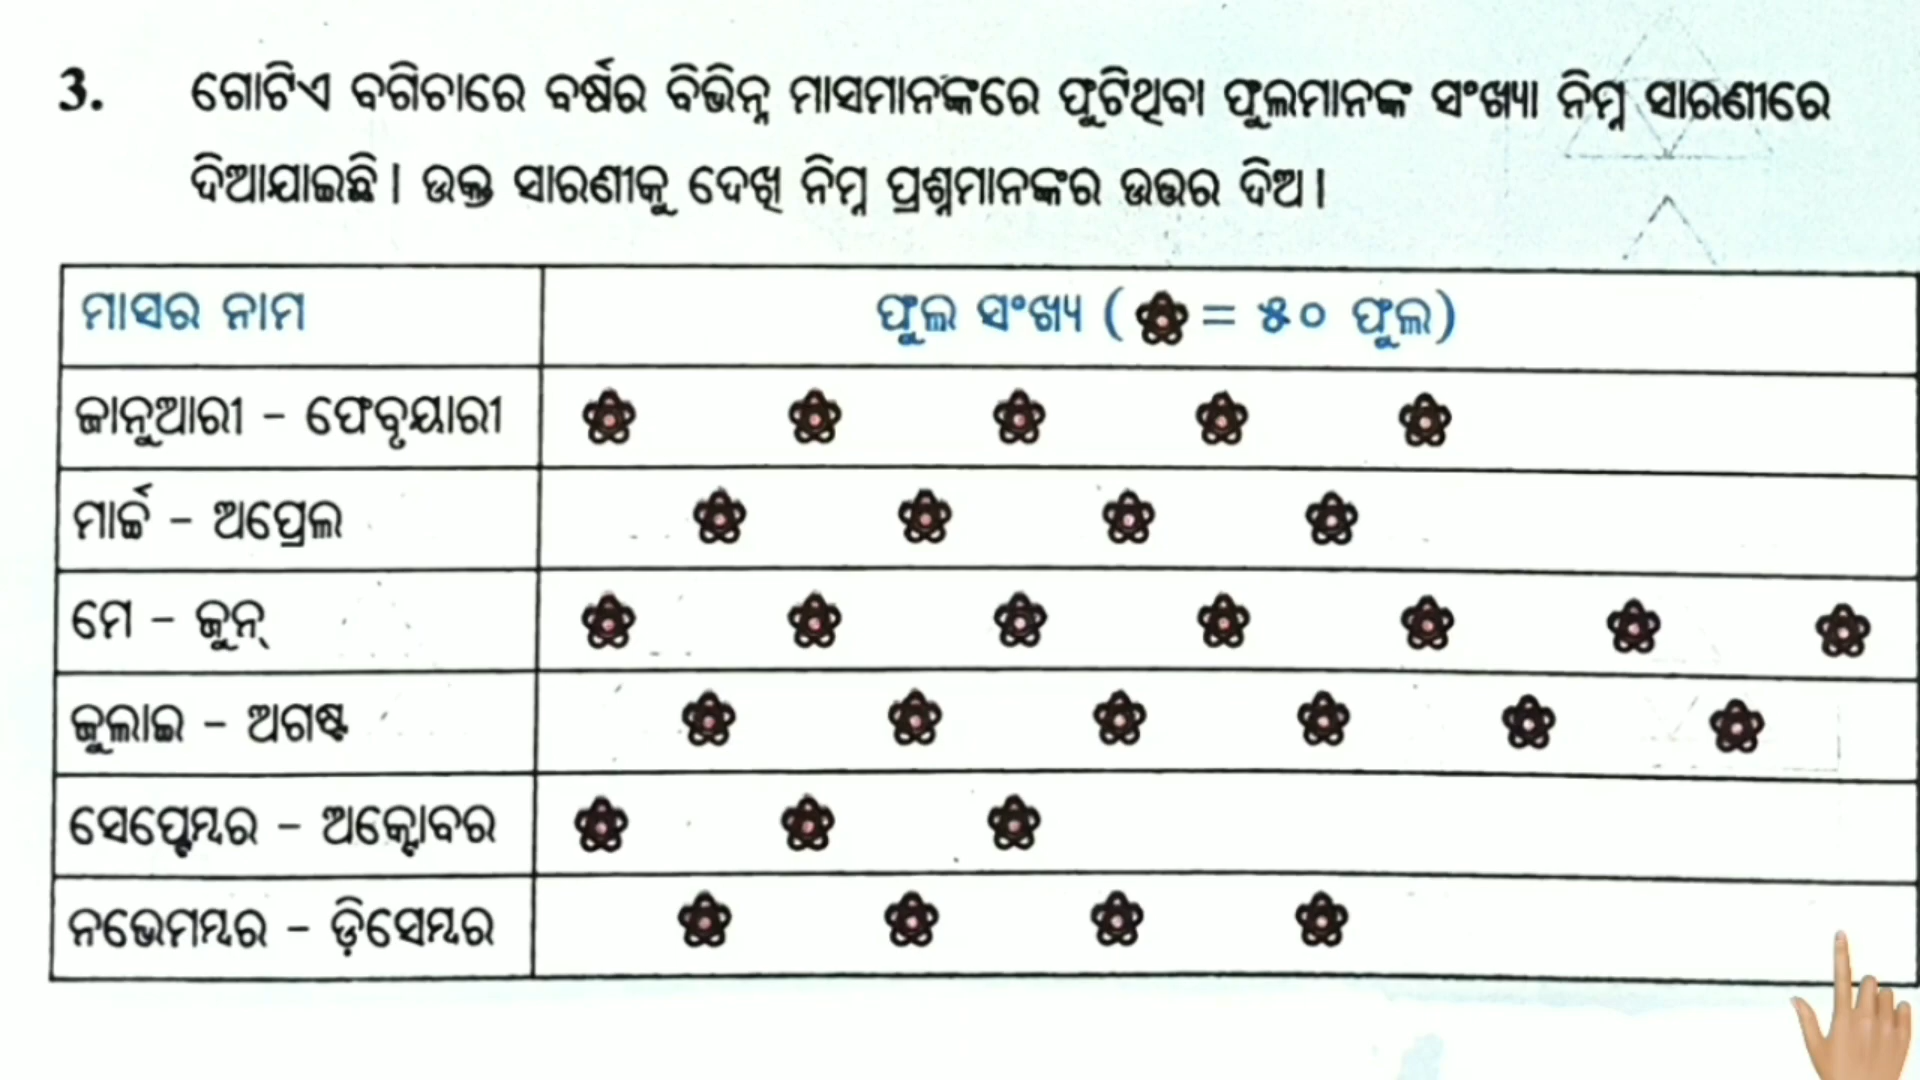 3. ଗୋଟିଏ ବଗିଚାରେ ବର୍ଷର ବିଭିନ୍ନ ମାସମାନଙ୍କରେ ଫୁଟିଥିବା ଫୁଲମାନଙ୍କ ସଂଖ୍ୟା ନିମ୍ନ ସାରଣୀରେ
ଦିଆଯାଇଛି। ଉକ୍ତ ସାରଣୀକୁ ଦେଖି ନିମ୍ନ ପ୍ରଶ୍ନମାନଙ୍କର ଉତ୍ତର ଦିଅ।
ମାସର ନାମ ଫୁଲ ସଂଖ୍ୟ ( = ୫୦ ଫୁଲ)
ଜାନୁଆରୀ – ଫେବୃୟାରୀ
ମାର୍ଚ୍ଚ – ଅପ୍ରେଲ
ମେ – ଜୁନ୍
ଜୁଲାଇ – ଅଗଷ୍ଟ
ସେପ୍ଟେମ୍ବର – ଅକ୍ଟୋବର
ନଭେମମ୍ବର – ଡ଼ିସେମ୍ବର